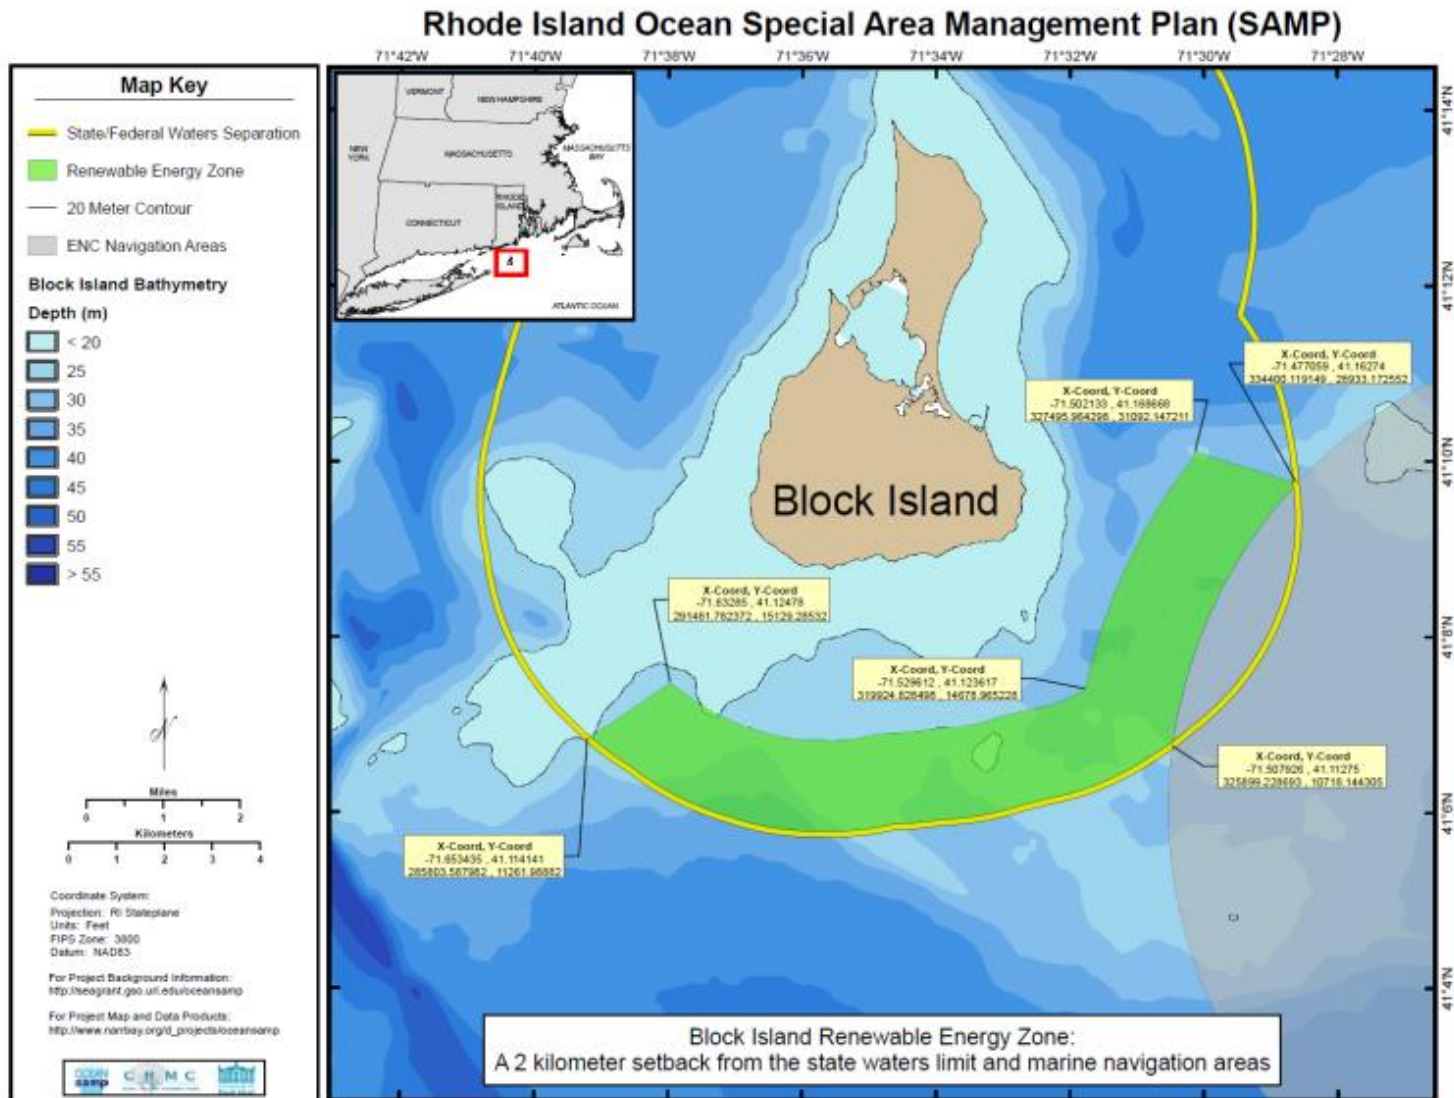 Rhode Island Ocean Special Area Management Plan (SAMP)
71°42'W 71°40'W 71°38'W 71°36'W 71°34'W 71°32'W 71°30'W 71°28'W
Map Key
State/Federal Waters Separation
Renewable Energy Zone
20 Meter Contour
ENC Navigation Areas
Block Island Bathymetry
Depth (m)
< 20
25
30
35
40
45
50
55
> 55
N
Miles
0 1 2
Kilometers
0 1 2 3 4
Coordinate System:
Projection: RI Stateplane
Units: Feet
FIPS Zone: 3800
Datum: NAD83
For Project Background Information:
http://seagrant.gso.uri.edu/oceansamp
For Project Map and Data Products:
http://www.narrbay.org/d_projects/oceansamp
OCEAN
samp
C R M C
VERMONT
NEW HAMPSHIRE
NEW
YORK
MASSACHUSETTS
MASSACHUSETTS
BAY
CONNECTICUT
RHODE
ISLAND
ATLANTIC OCEAN
41°14'N
41°12'N
41°10'N
41°8'N
41°6'N
41°4'N
X-Coord, Y-Coord
-71.477059 , 41.16274
334400.119149 , 28933.172552
X-Coord, Y-Coord
-71.502133 , 41.168668
327495.964298 , 31092.147211
Block Island
X-Coord, Y-Coord
-71.63285 , 41.12478
291481.782372 , 15129.28532
X-Coord, Y-Coord
-71.529612 , 41.123617
319924.828498 , 14678.965228
X-Coord, Y-Coord
-71.507926 , 41.11275
325899.228693 , 10718.144305
X-Coord, Y-Coord
-71.653435 , 41.114141
285803.587982 , 11261.98882
Block Island Renewable Energy Zone:
A 2 kilometer setback from the state waters limit and marine navigation areas